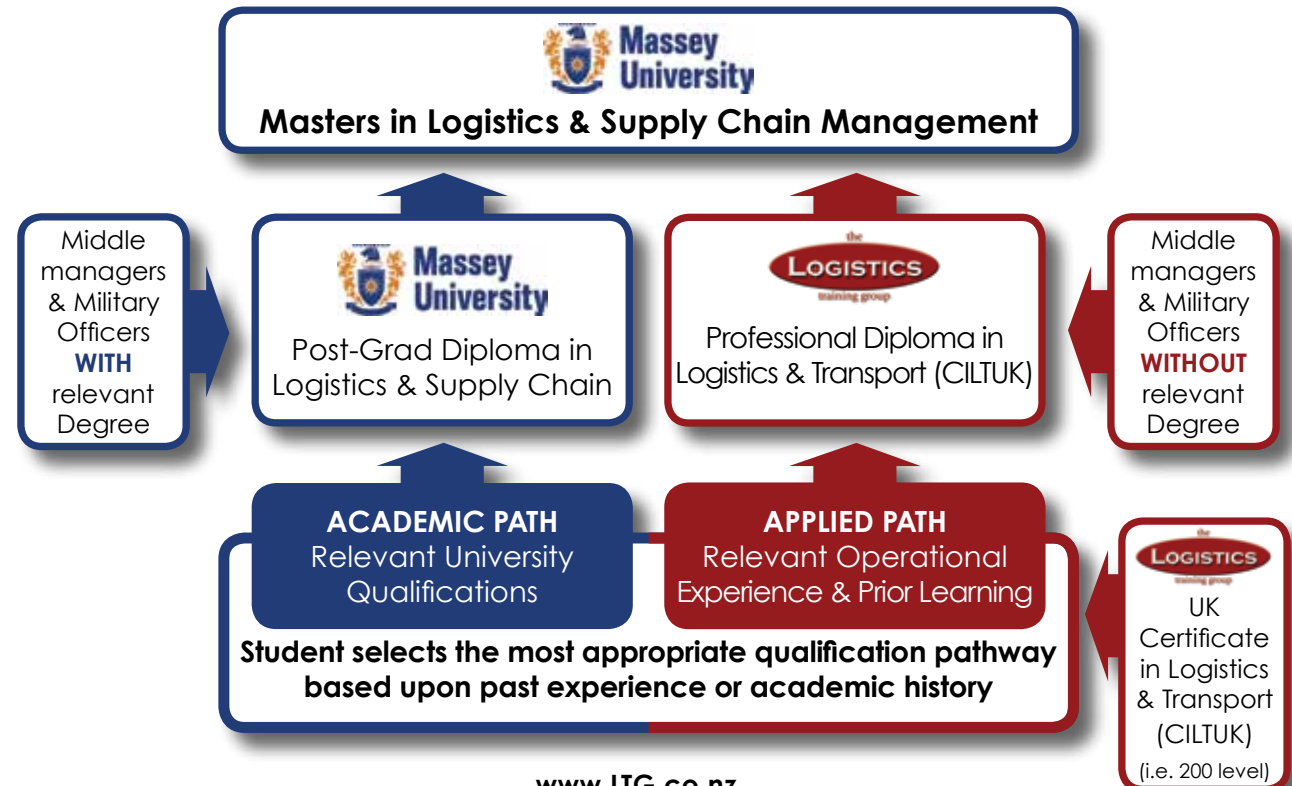 Massey
University
Masters in Logistics & Supply Chain Management
Middle
managers
& Military
Officers
WITH
relevant
Degree
Massey
University
Post-Grad Diploma in
Logistics & Supply Chain
the
LOGISTICS
training group
Professional Diploma in
Logistics & Transport (CILTUK)
Middle
managers
& Military
Officers
WITHOUT
relevant
Degree
ACADEMIC PATH
Relevant University
Qualifications
APPLIED PATH
Relevant Operational
Experience & Prior Learning
Student selects the most appropriate qualification pathway
based upon past experience or academic history
the
LOGISTICS
training group
UK
Certificate
in Logistics
& Transport
(CILTUK)
(i.e. 200 level)
www.LTG.co.nz